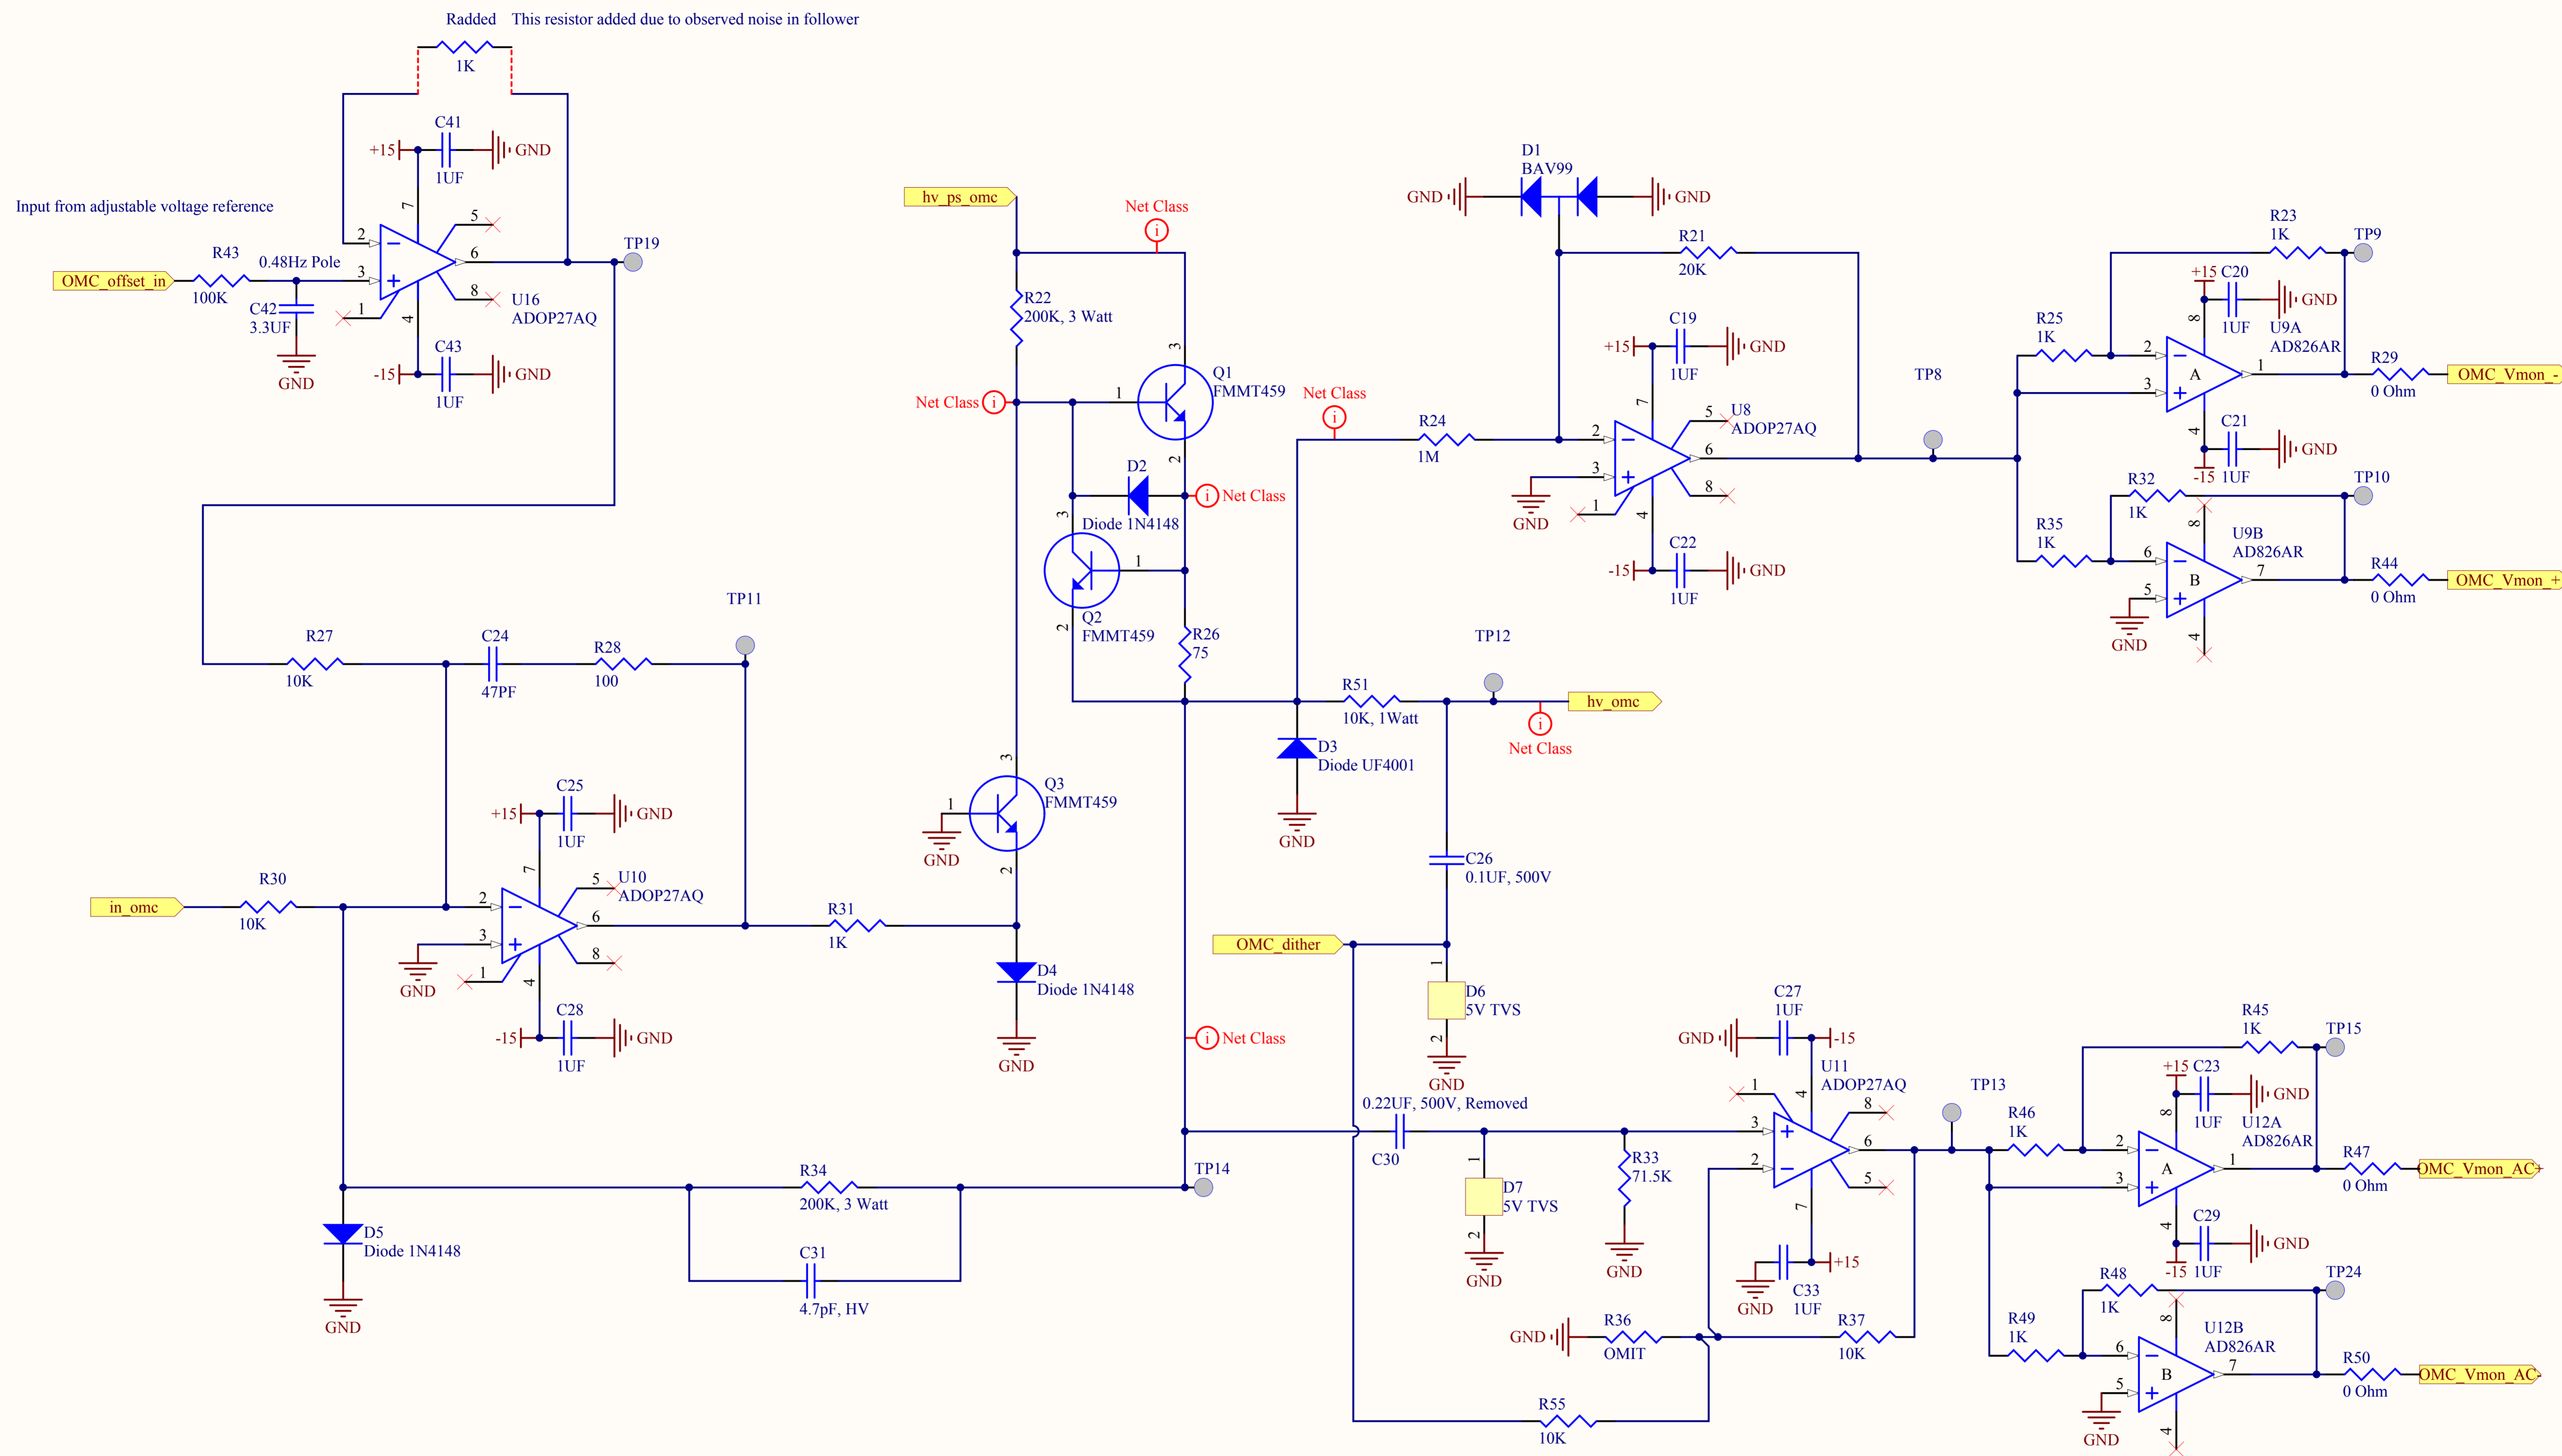 Radded This resistor added due to observed noise in follower
1K
C41
+15
GND
1UF
7
Input from adjustable voltage reference
R43
0.48Hz Pole
OMC_offset_in
100K
C42
3.3UF
GND
2
3
1
4
5
6
8
U16
ADOP27AQ
TP19
C43
-15
GND
1UF
hv_ps_omc
Net Class
R22
200K, 3 Watt
3
Q1
FMMT459
1
2
Net Class
D2
Diode 1N4148
Net Class
3
1
Q2
FMMT459
2
R26
75
D1
BAV99
GND
GND
R21
20K
C19
+15
GND
1UF
Net Class
R24
1M
7
2
3
1
4
5
6
8
U8
ADOP27AQ
GND
C22
-15
GND
1UF
TP8
R23
1K
TP9
+15
C20
GND
1UF
R25
1K
8
2
3
A
1
4
U9A
AD826AR
R29
0 Ohm
OMC_Vmon_-
C21
GND
-15
1UF
R32
1K
TP10
R35
1K
8
6
5
B
7
4
U9B
AD826AR
GND
R44
0 Ohm
OMC_Vmon_+
TP11
R27
10K
C24
47PF
R28
100
TP12
R51
10K, 1Watt
hv_omc
Net Class
D3
Diode UF4001
GND
C26
0.1UF, 500V
3
Q3
FMMT459
1
GND
2
C25
+15
GND
1UF
in_omc
R30
10K
7
2
3
1
4
5
6
8
U10
ADOP27AQ
GND
C28
-15
GND
1UF
R31
1K
D4
Diode 1N4148
GND
OMC_dither
1
D6
5V TVS
2
GND
Net Class
0.22UF, 500V, Removed
C30
1
D7
5V TVS
2
GND
R33
71.5K
GND
C27
1UF
GND
-15
U11
ADOP27AQ
1
4
8
3
2
6
5
7
+15
GND
C33
1UF
TP13
R36
GND
OMIT
R37
10K
R55
10K
R34
200K, 3 Watt
TP14
C31
4.7pF, HV
D5
Diode 1N4148
GND
R45
1K
TP15
+15
C23
GND
1UF
R46
1K
8
2
3
A
1
4
U12A
AD826AR
R47
0 Ohm
OMC_Vmon_AC+
C29
GND
-15
1UF
R48
1K
TP24
R49
1K
8
6
5
B
7
4
U12B
AD826AR
GND
R50
0 Ohm
OMC_Vmon_AC-